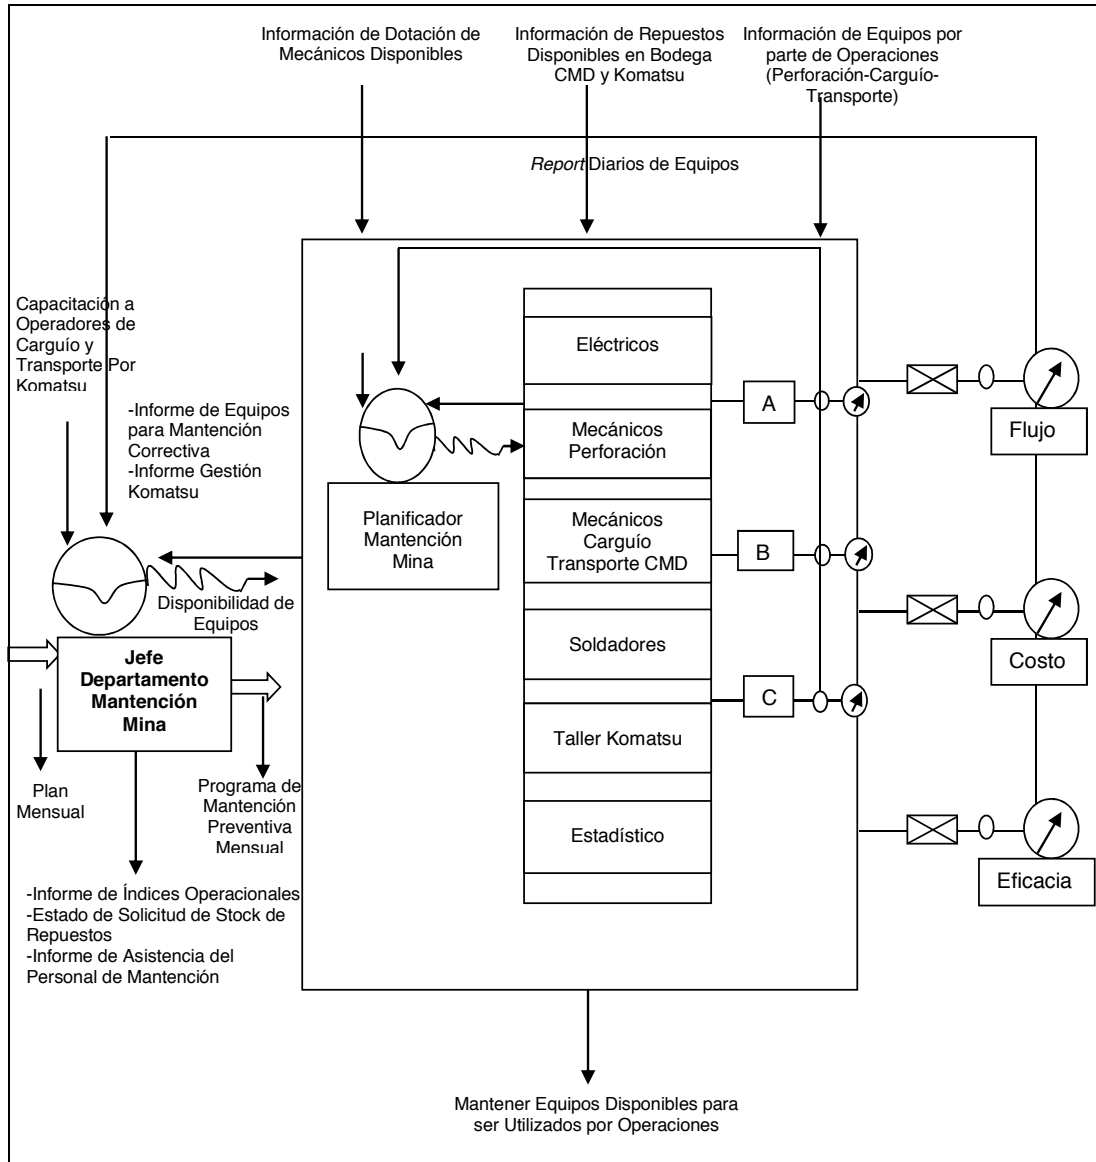 Información de Dotación de
Mecánicos Disponibles
Información de Repuestos
Disponibles en Bodega
CMD y Komatsu
Información de Equipos por
parte de Operaciones
(Perforación-Carguío-
Transporte)
Report Diarios de Equipos
Capacitación a
Operadores de
Carguío y
Transporte Por
Komatsu
-Informe de Equipos
para Mantención
Correctiva
-Informe Gestión
Komatsu
Disponibilidad de
Equipos
Jefe
Departamento
Mantención
Mina
Plan
Mensual
Programa de
Mantención
Preventiva
Mensual
-Informe de Índices Operacionales
-Estado de Solicitud de Stock de
Repuestos
-Informe de Asistencia del
Personal de Mantención
Planificador
Mantención
Mina
Eléctricos
Mecánicos
Perforación
Mecánicos
Carguío
Transporte CMD
Soldadores
Taller Komatsu
Estadístico
A
B
C
Flujo
Costo
Eficacia
Mantener Equipos Disponibles para
ser Utilizados por Operaciones